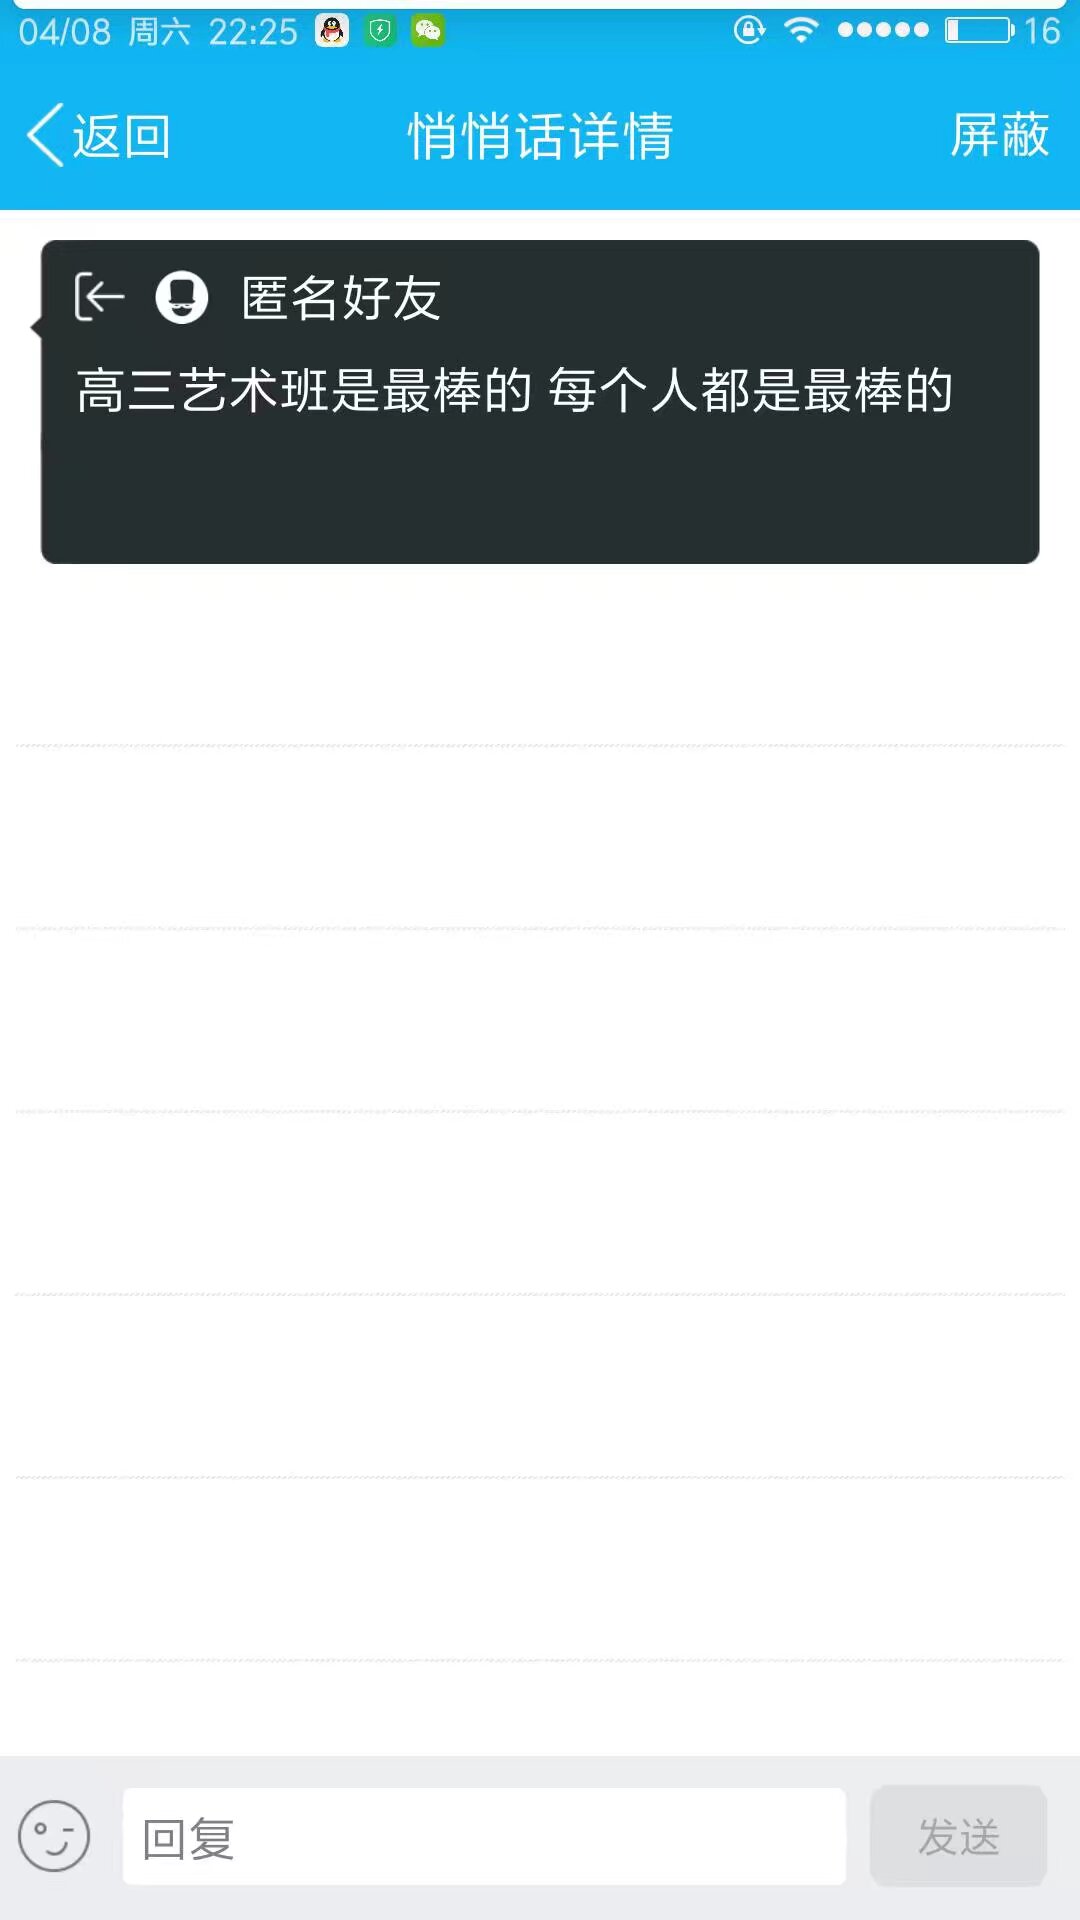 04/08 周六 22:25 16
返回 悄悄话详情 屏蔽
匿名好友
高三艺术班是最棒的 每个人都是最棒的
回复 发送